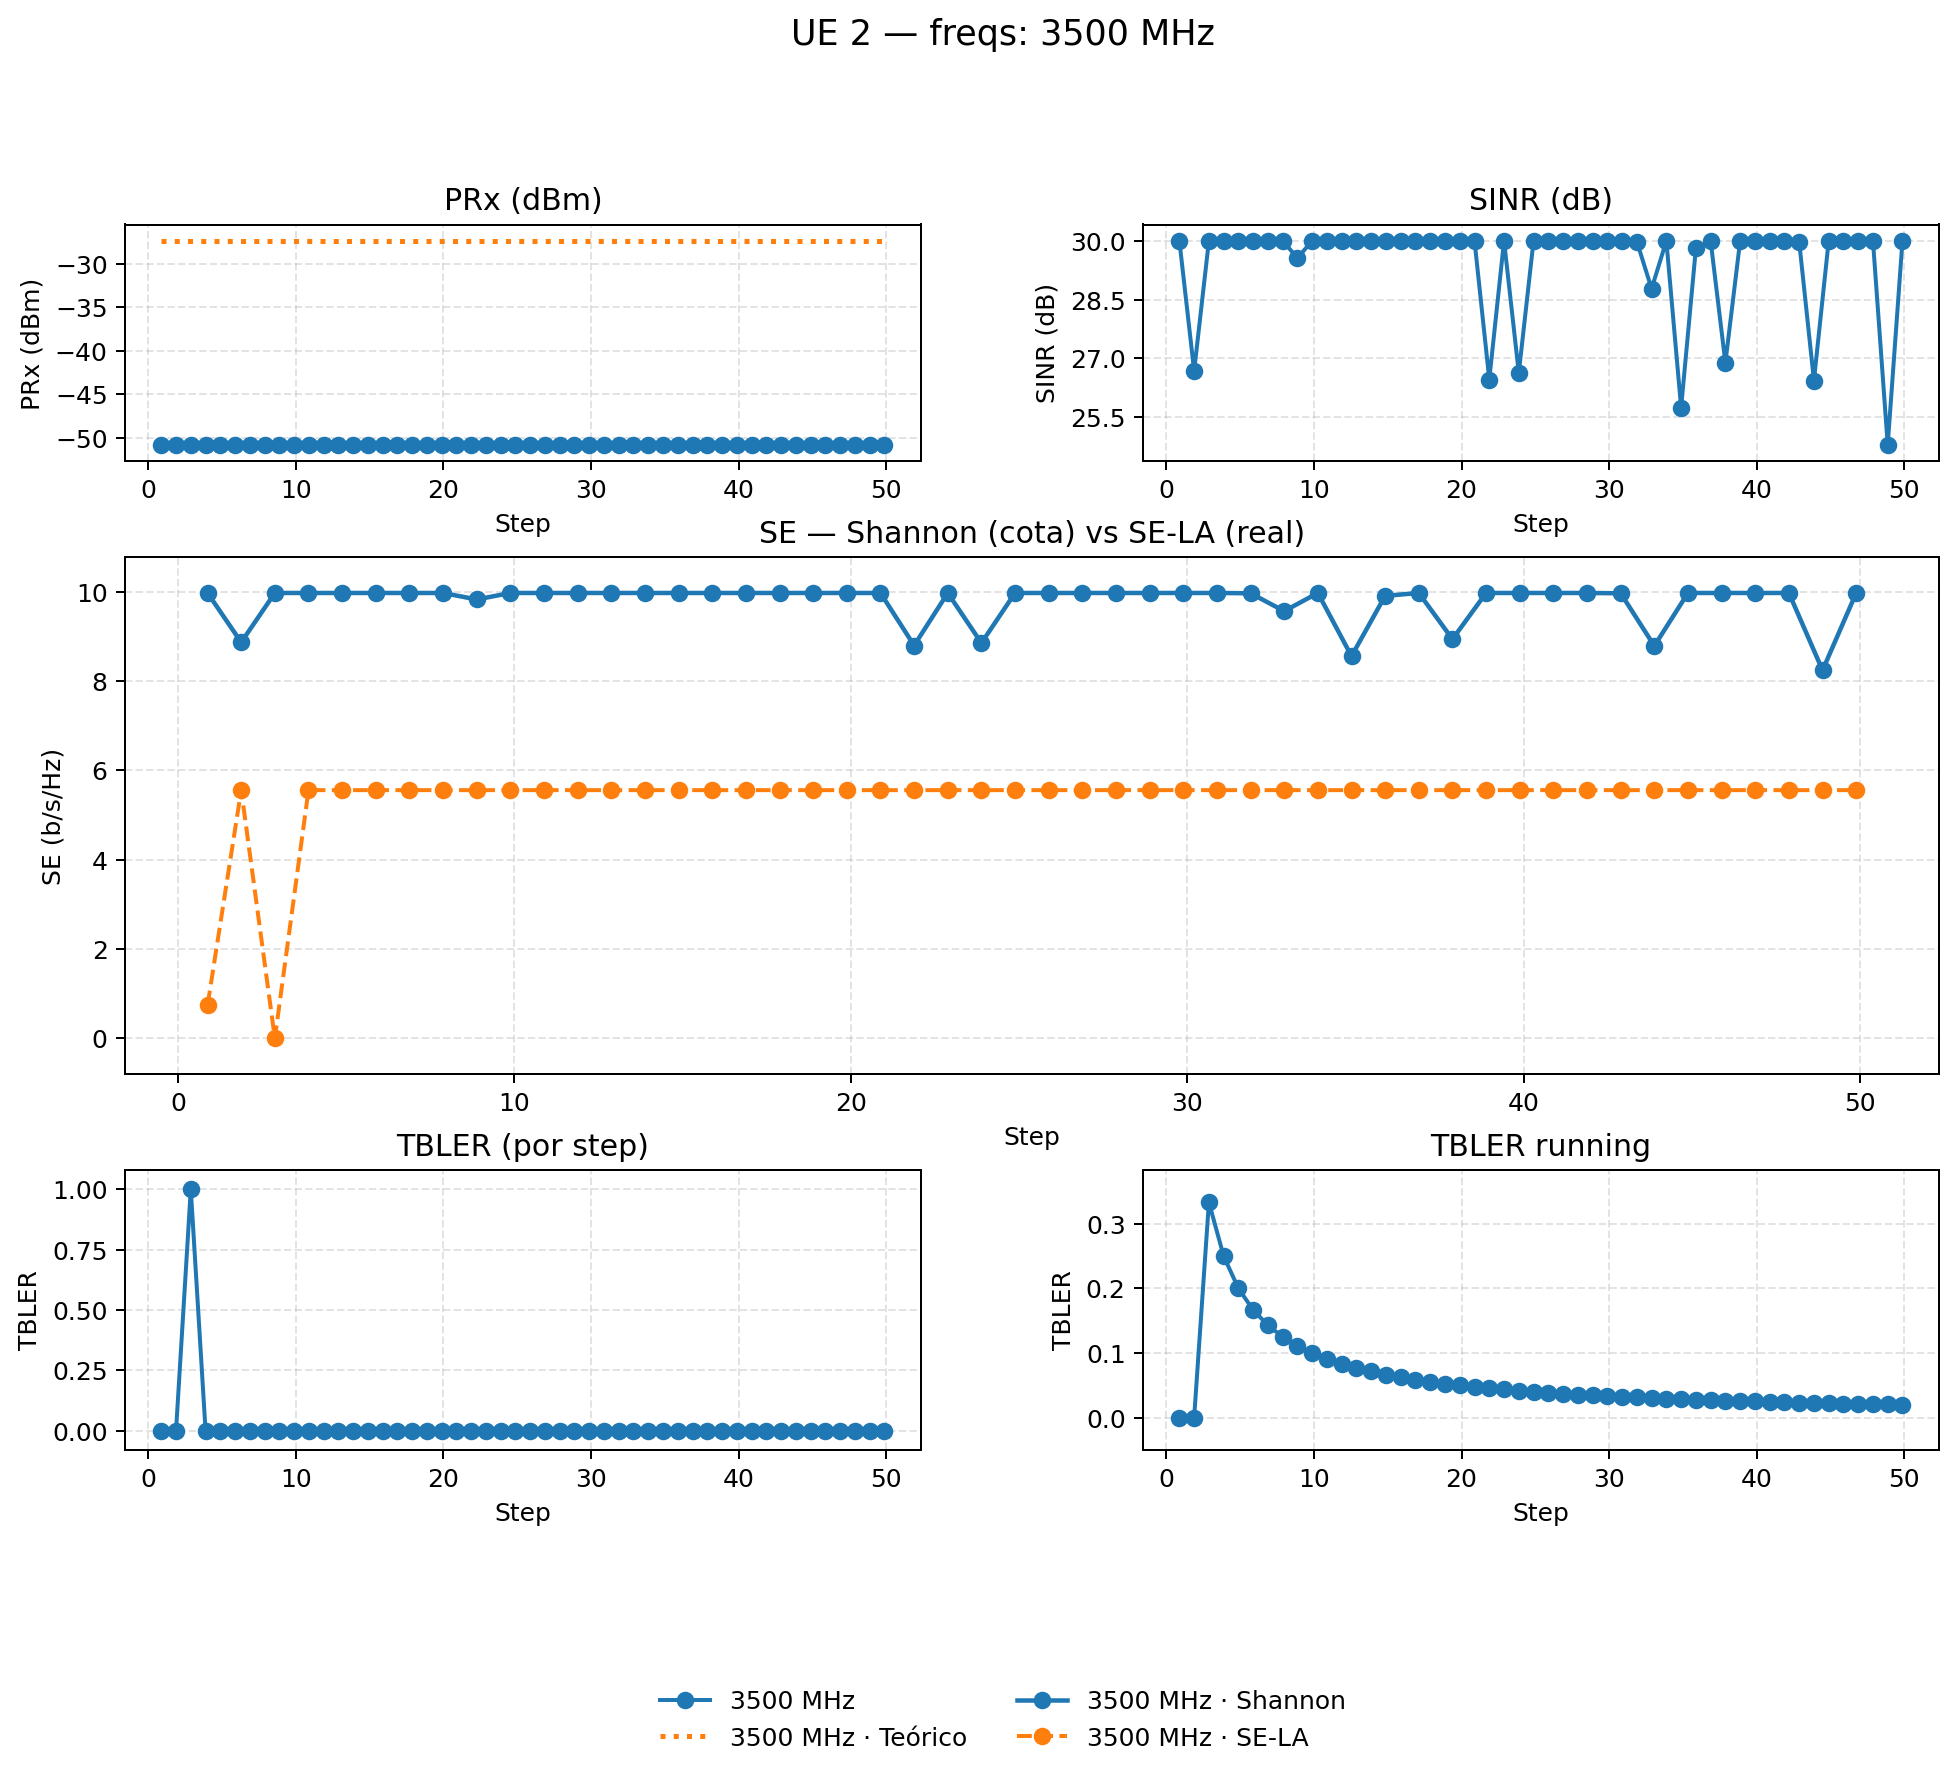 UE 2 — freqs: 3500 MHz
PRx (dBm)
PRx (dBm)
−30
−35
−40
−45
−50
0 10 20 30 40 50
Step
SINR (dB)
SINR (dB)
30.0
28.5
27.0
25.5
0 10 20 30 40 50
Step
SE — Shannon (cota) vs SE-LA (real)
SE (b/s/Hz)
10
8
6
4
2
0
0 10 20 30 40 50
Step
TBLER (por step)
TBLER
1.00
0.75
0.50
0.25
0.00
0 10 20 30 40 50
Step
TBLER running
TBLER
0.3
0.2
0.1
0.0
0 10 20 30 40 50
Step
3500 MHz
3500 MHz · Teórico
3500 MHz · Shannon
3500 MHz · SE-LA